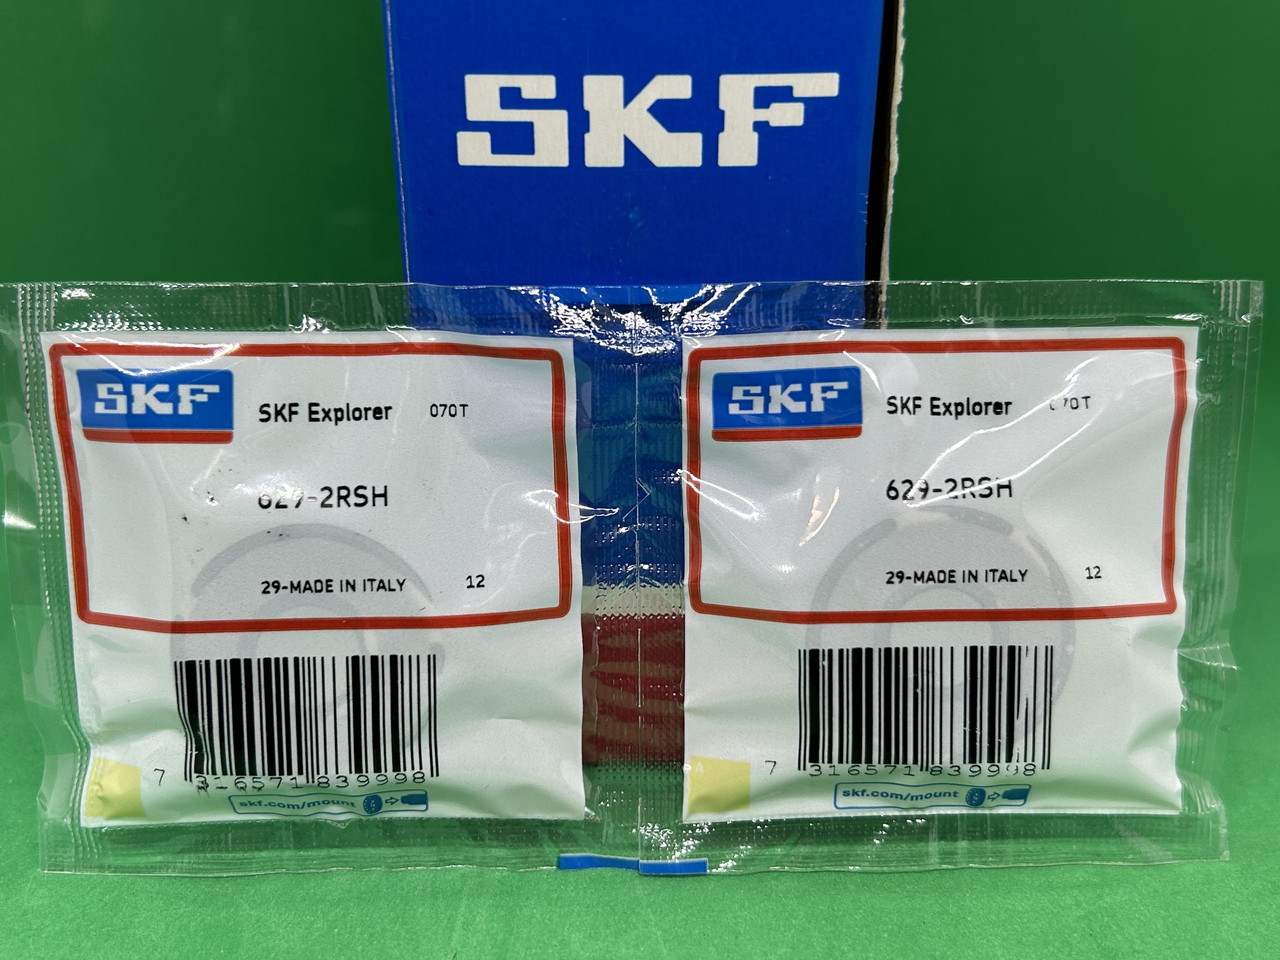 SKF
SKF
SKF Explorer 070T
629-2RSH
29-MADE IN ITALY 12
7 316571 839998
skf.com/mount
SKF
SKF Explorer 070T
629-2RSH
29-MADE IN ITALY 12
7 316571 839998
skf.com/mount